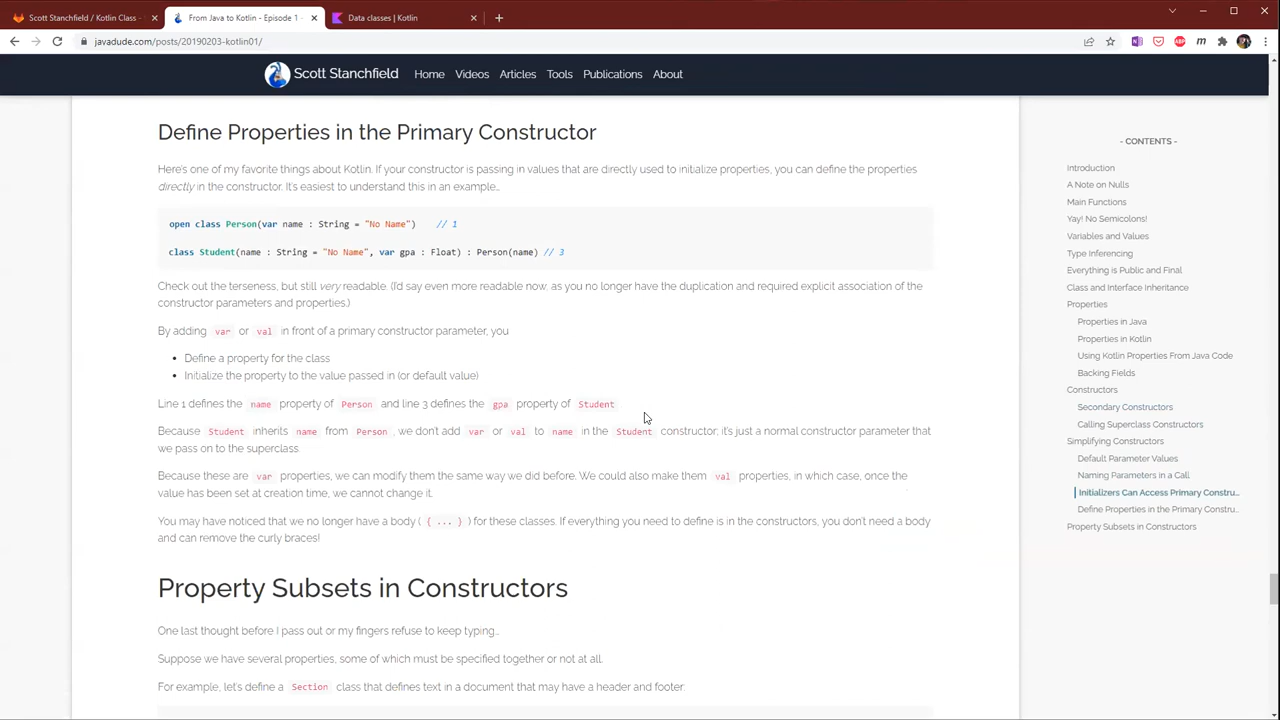 Scott Stanchfield / Kotlin Class -
From Java to Kotlin - Episode 1 -
Data classes | Kotlin
javadude.com/posts/20190203-kotlin01/
Scott Stanchfield Home Videos Articles Tools Publications About
Define Properties in the Primary Constructor
Here's one of my favorite things about Kotlin. If your constructor is passing in values that are directly used to initialize properties, you can define the properties
directly in the constructor. It's easiest to understand this in an example…
open class Person(var name : String = "No Name") // 1
class Student(name : String = "No Name", var gpa : Float) : Person(name) // 3
Check out the terseness, but still very readable. (I'd say even more readable now, as you no longer have the duplication and required explicit association of the
constructor parameters and properties.)
By adding var or val in front of a primary constructor parameter, you
• Define a property for the class
• Initialize the property to the value passed in (or default value)
Line 1 defines the name property of Person and line 3 defines the gpa property of Student
Because Student inherits name from Person , we don't add var or val to name in the Student constructor; it's just a normal constructor parameter that
we pass on to the superclass.
Because these are var properties, we can modify them the same way we did before. We could also make them val properties, in which case, once the
value has been set at creation time, we cannot change it.
You may have noticed that we no longer have a body ( { ... } ) for these classes. If everything you need to define is in the constructors, you don't need a body
and can remove the curly braces!
Property Subsets in Constructors
One last thought before I pass out or my fingers refuse to keep typing…
Suppose we have several properties, some of which must be specified together or not at all.
For example, let's define a Section class that defines text in a document that may have a header and footer:
- CONTENTS -
Introduction
A Note on Nulls
Main Functions
Yay! No Semicolons!
Variables and Values
Type Inferencing
Everything is Public and Final
Class and Interface Inheritance
Properties
Properties in Java
Properties in Kotlin
Using Kotlin Properties From Java Code
Backing Fields
Constructors
Secondary Constructors
Calling Superclass Constructors
Simplifying Constructors
Default Parameter Values
Naming Parameters in a Call
Initializers Can Access Primary Constru...
Define Properties in the Primary Constru...
Property Subsets in Constructors